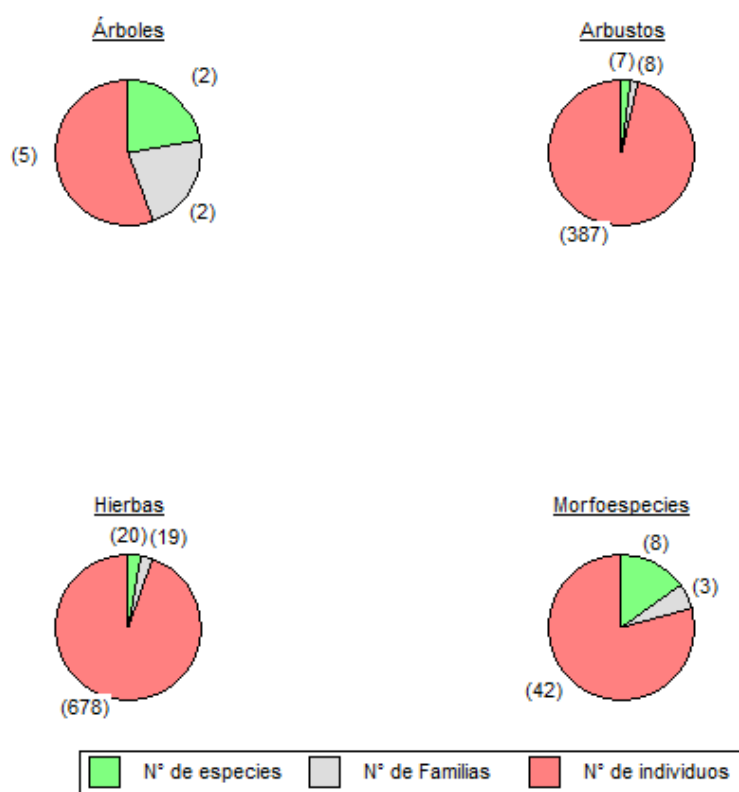 Árboles
(2)
(5)
(2)
Arbustos
(7) (8)
(387)
Hierbas
(20) (19)
(678)
Morfoespecies
(8)
(3)
(42)
N° de especies N° de Familias N° de individuos